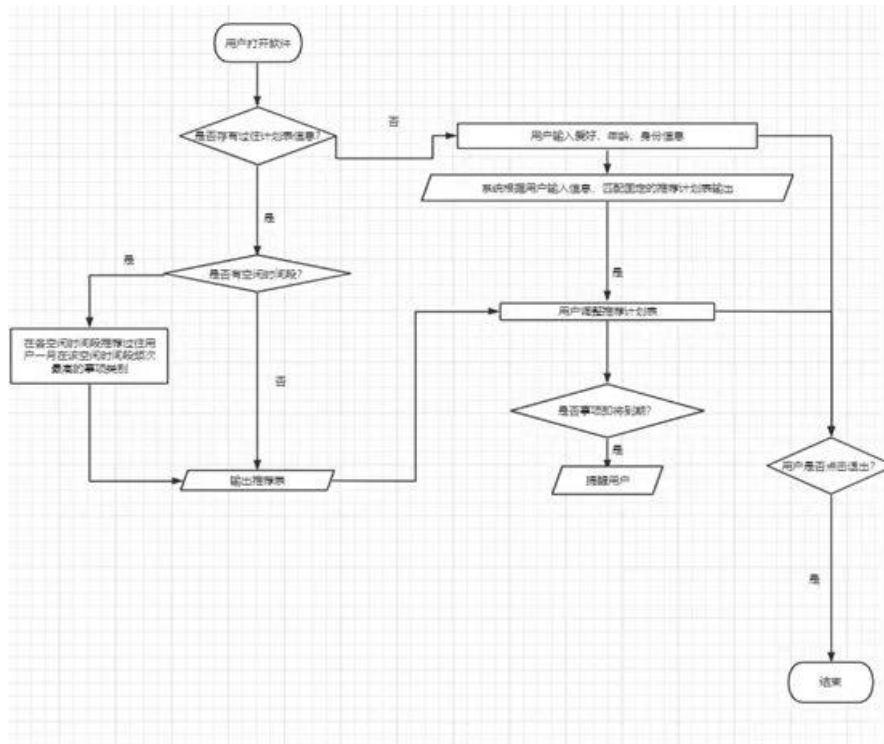 用户打开软件
是否存有过往计划表信息?
否
用户输入爱好、年龄、身份信息
系统根据用户输入信息、匹配固定的推荐计划表输出
是
是
是否有空闲时间段?
是
用户调整推荐计划表
在各空闲时间段推荐过往用
户一月在该空闲时间段频次
最高的事项类别
否
是否事项即将到期?
是
用户是否点击退出?
输出推荐表
提醒用户
是
结束